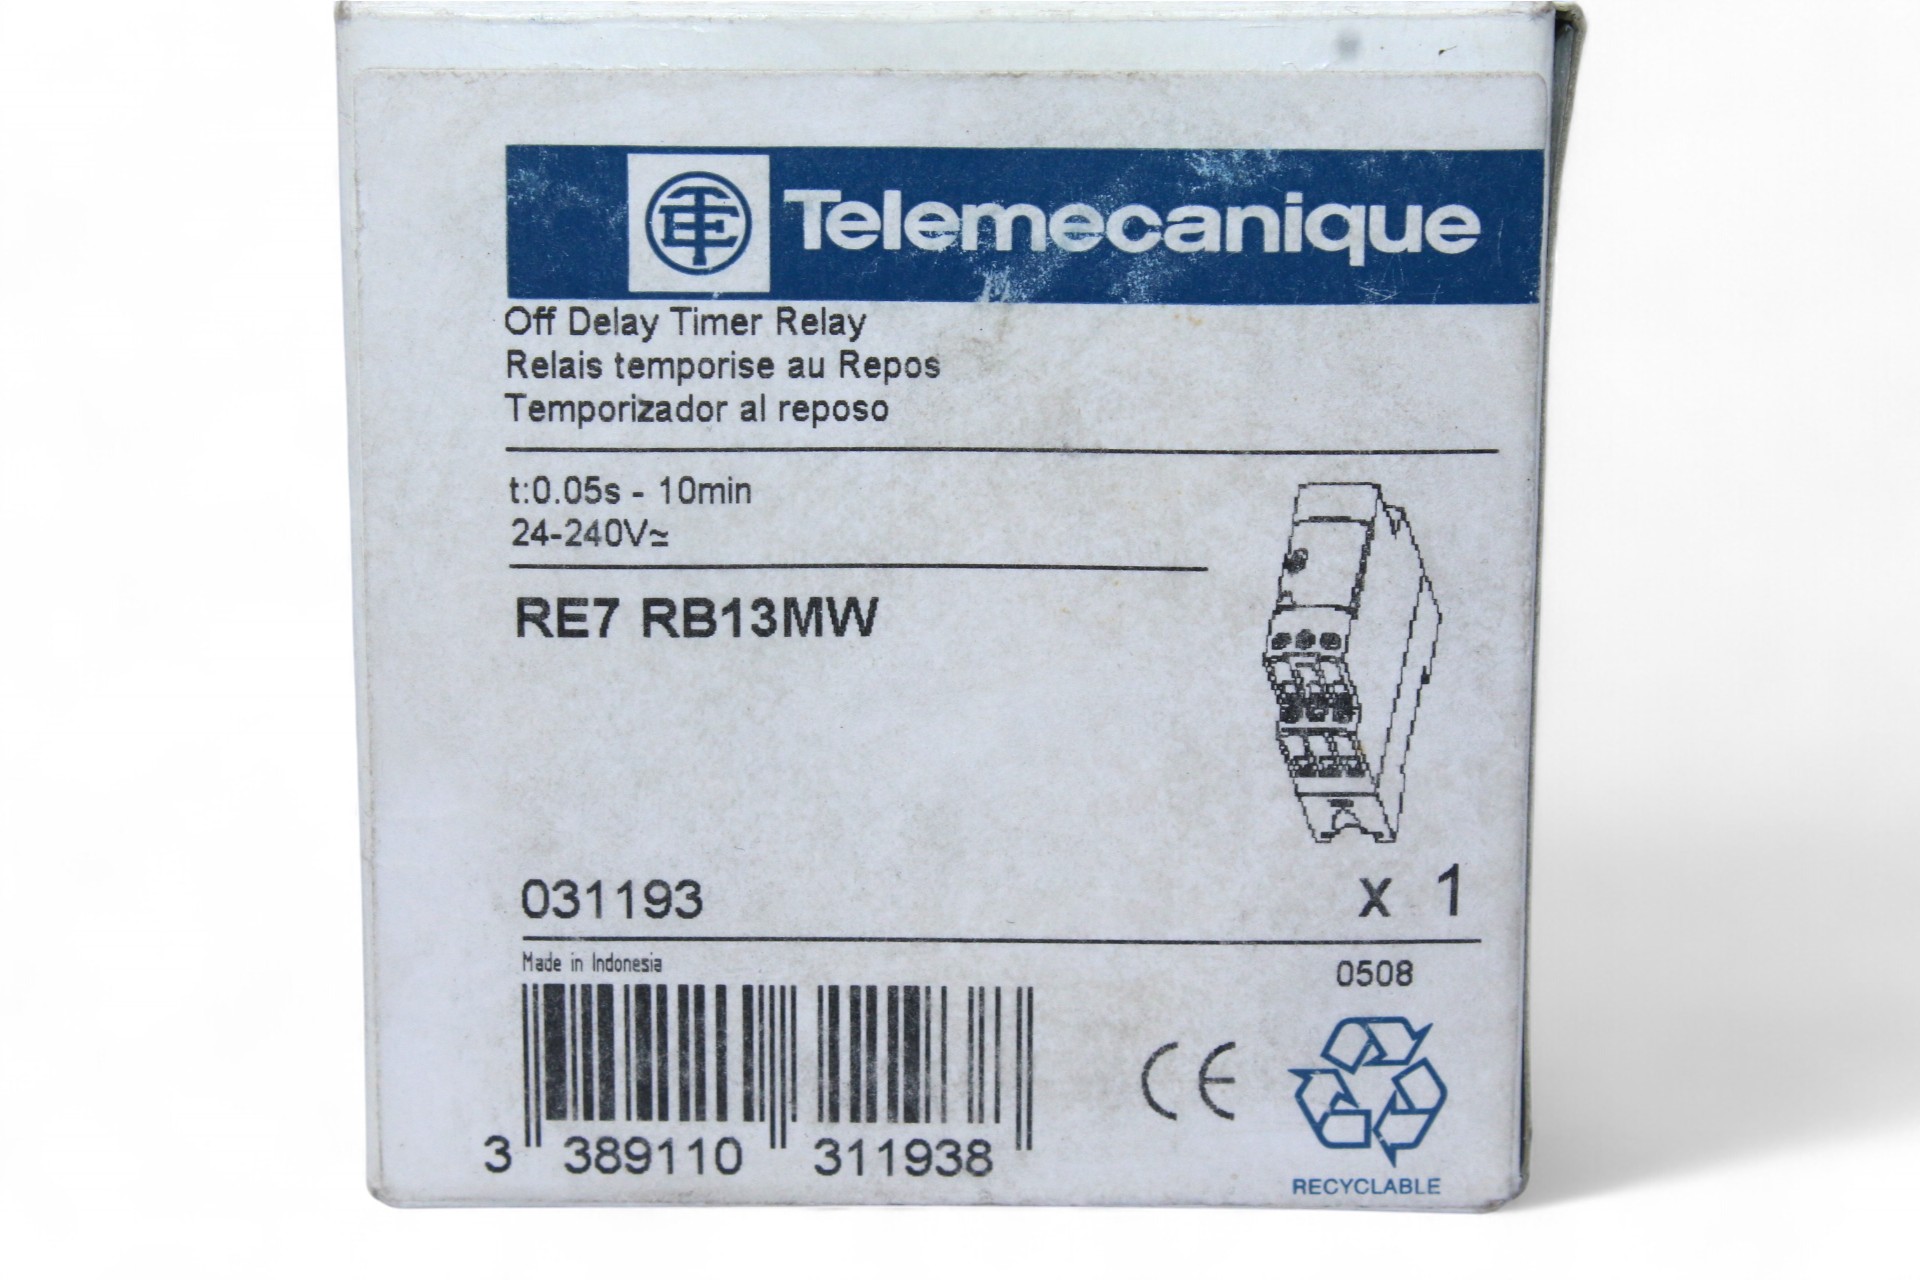 Telemecanique
Off Delay Timer Relay
Relais temporise au Repos
Temporizador al reposo
t:0.05s - 10min
24-240V≃
RE7 RB13MW
031193
x 1
Made in Indonesia
0508
3 389110 311938
CE
RECYCLABLE